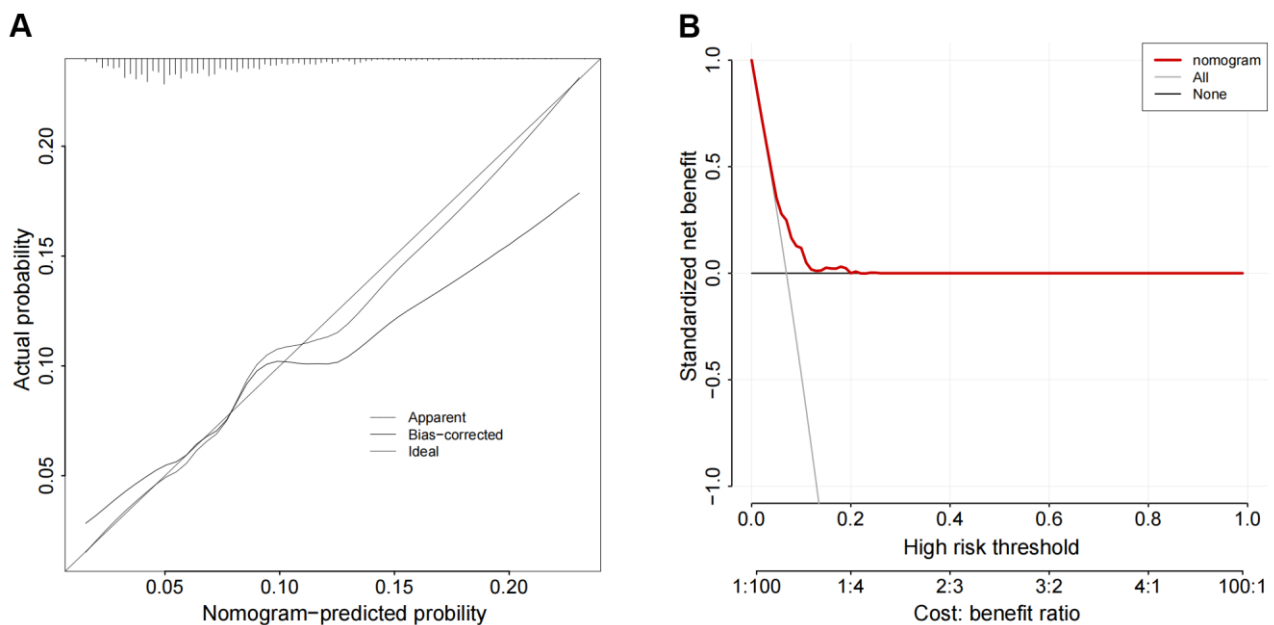 A
Actual probability
0.20
0.15
0.10
0.05
Apparent
Bias-corrected
Ideal
0.05 0.10 0.15 0.20
Nomogram-predicted probility
B
nomogram
All
None
Standardized net benefit
1.0
0.5
0.0
-0.5
-1.0
0.0 0.2 0.4 0.6 0.8 1.0
High risk threshold
1:100 1:4 2:3 3:2 4:1 100:1
Cost: benefit ratio